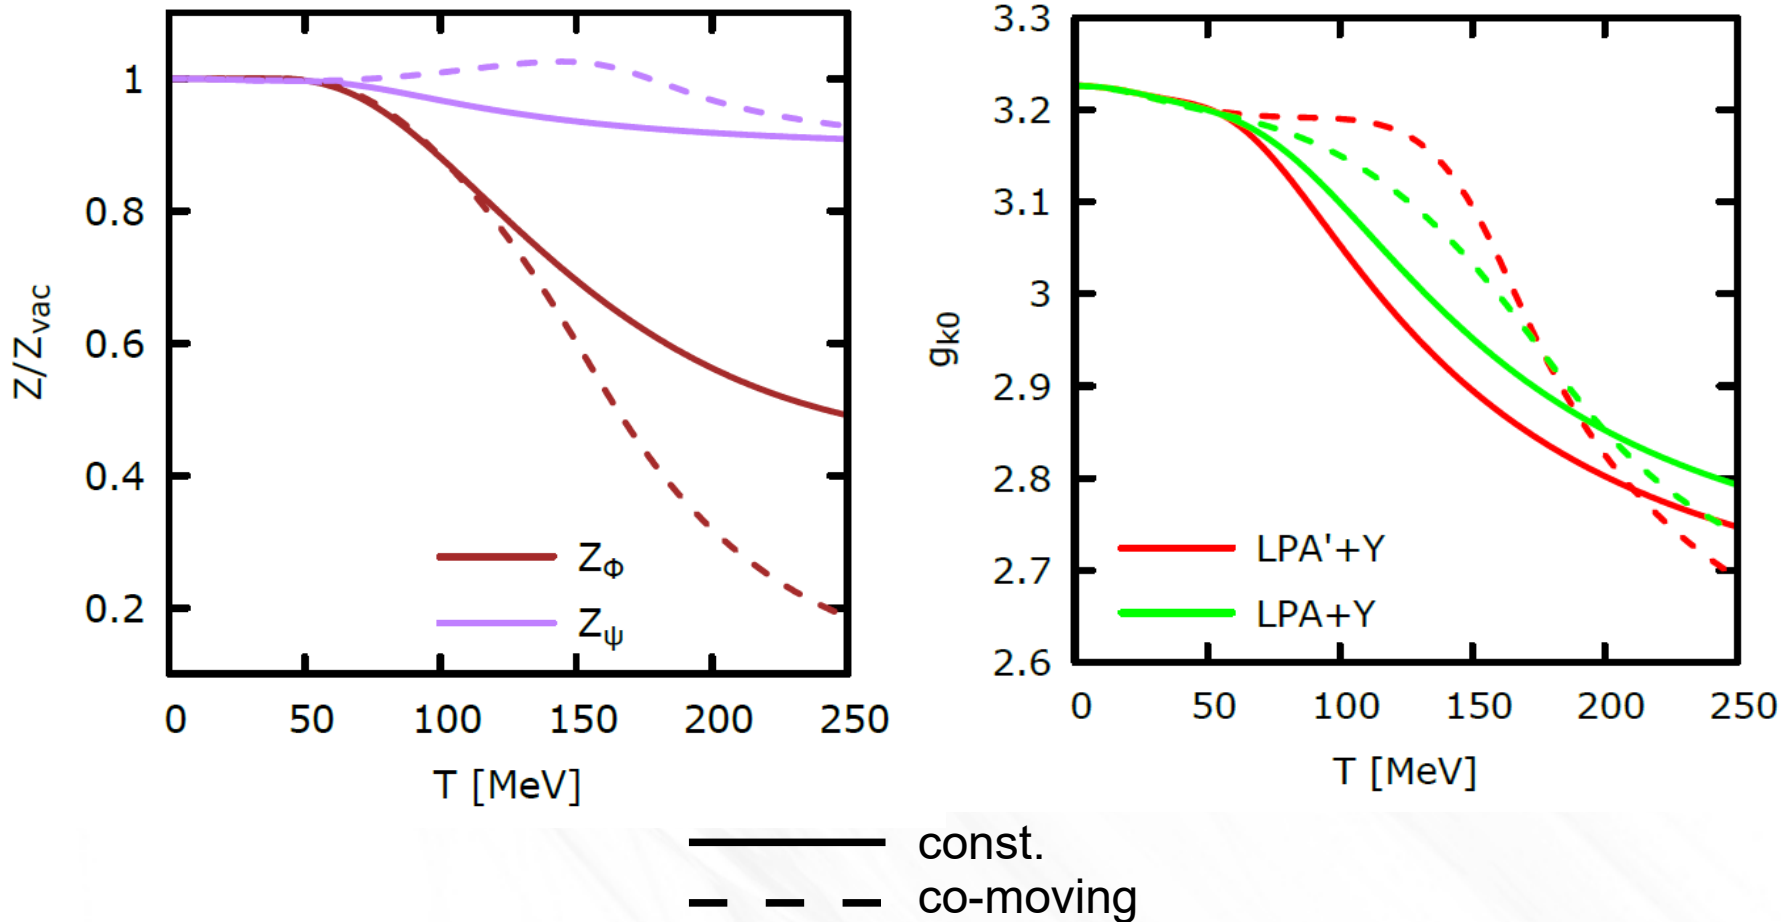 Z/Z_vac
1
0.8
0.6
0.4
0.2
Z_Φ
Z_ψ
0 50 100 150 200 250
T [MeV]
g_k0
3.3
3.2
3.1
3
2.9
2.8
2.7
2.6
LPA'+Y
LPA+Y
0 50 100 150 200 250
T [MeV]
const.
co-moving